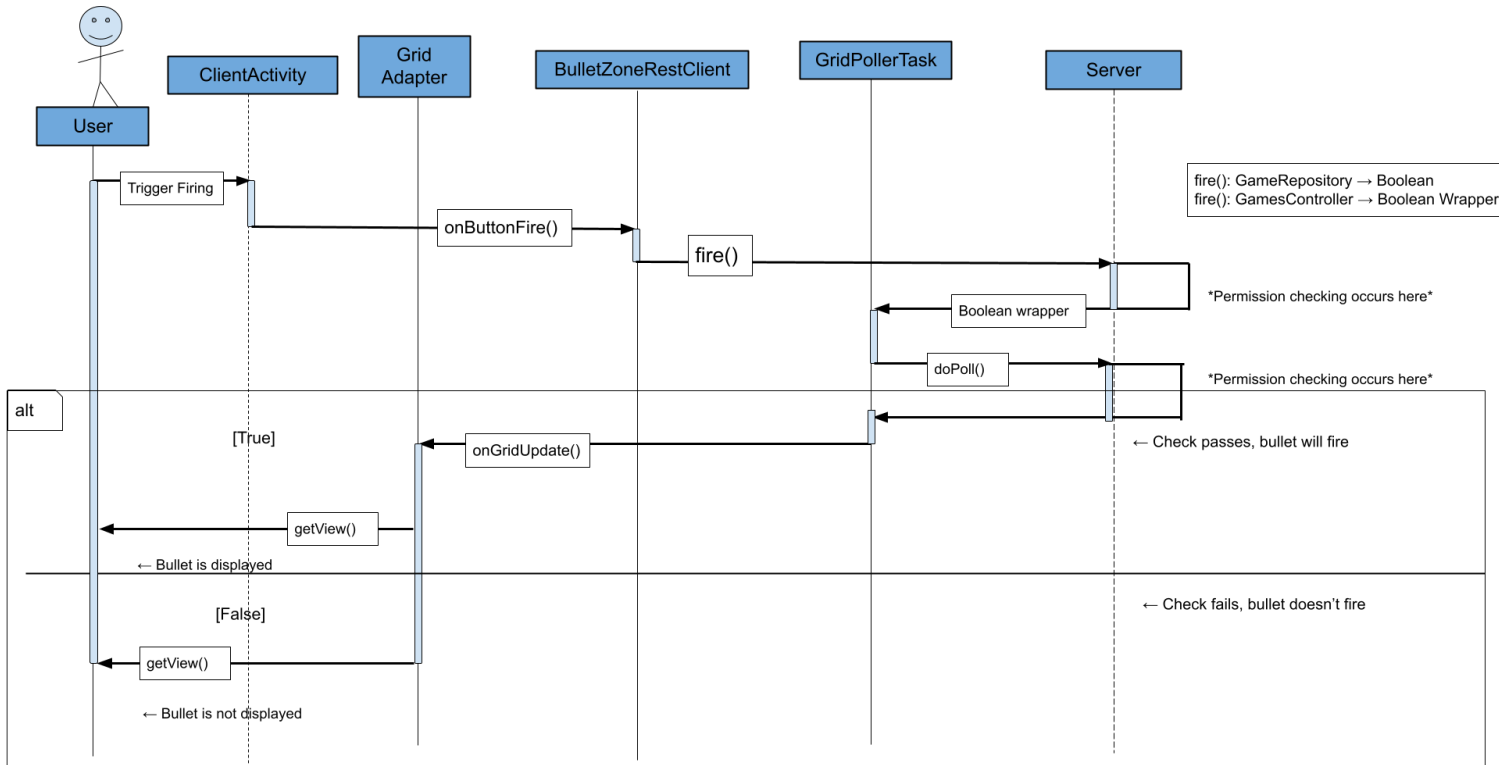 ClientActivity
Grid
Adapter
BulletZoneRestClient
GridPollerTask
Server
User
Trigger Firing
fire(): GameRepository → Boolean
fire(): GamesController → Boolean Wrapper
onButtonFire()
fire()
*Permission checking occurs here*
Boolean wrapper
doPoll()
*Permission checking occurs here*
alt
[True]
onGridUpdate()
← Check passes, bullet will fire
getView()
← Bullet is displayed
[False]
← Check fails, bullet doesn’t fire
getView()
← Bullet is not displayed